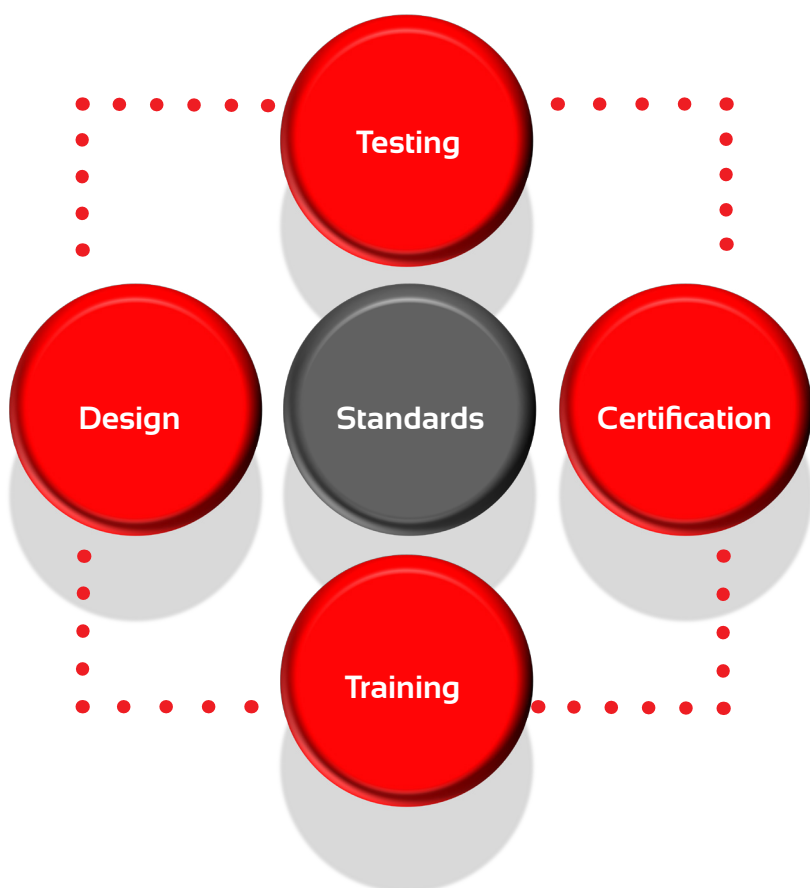 Testing
Design
Standards
Certification
Training